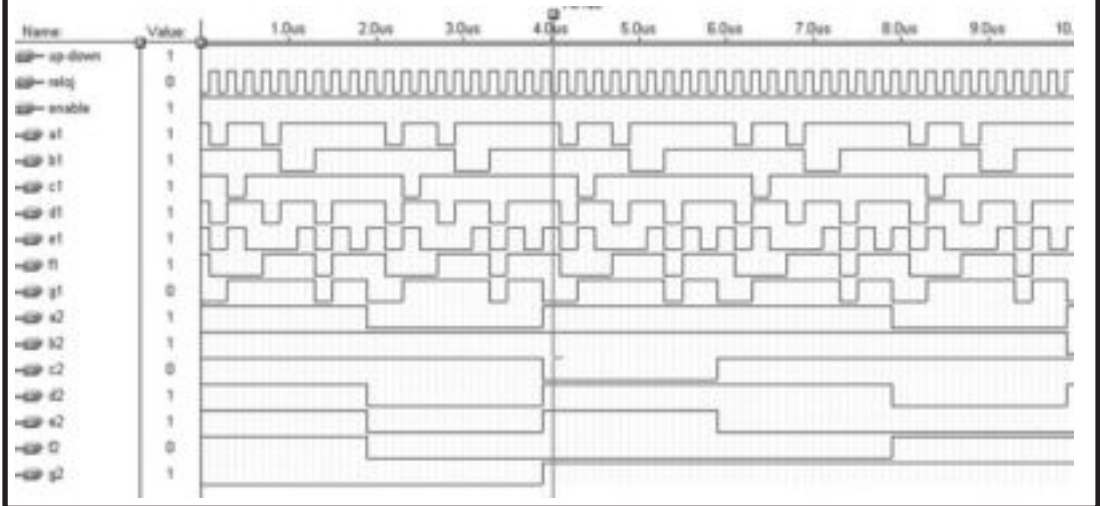 Name: Value: 1.0us 2.0us 3.0us 4.0us 5.0us 6.0us 7.0us 8.0us 9.0us 10.
up-down 1
reloj 0
enable 1
a1 1
b1 1
c1 1
d1 1
e1 1
f1 1
g1 0
a2 1
b2 1
c2 0
d2 1
e2 1
f2 0
g2 1